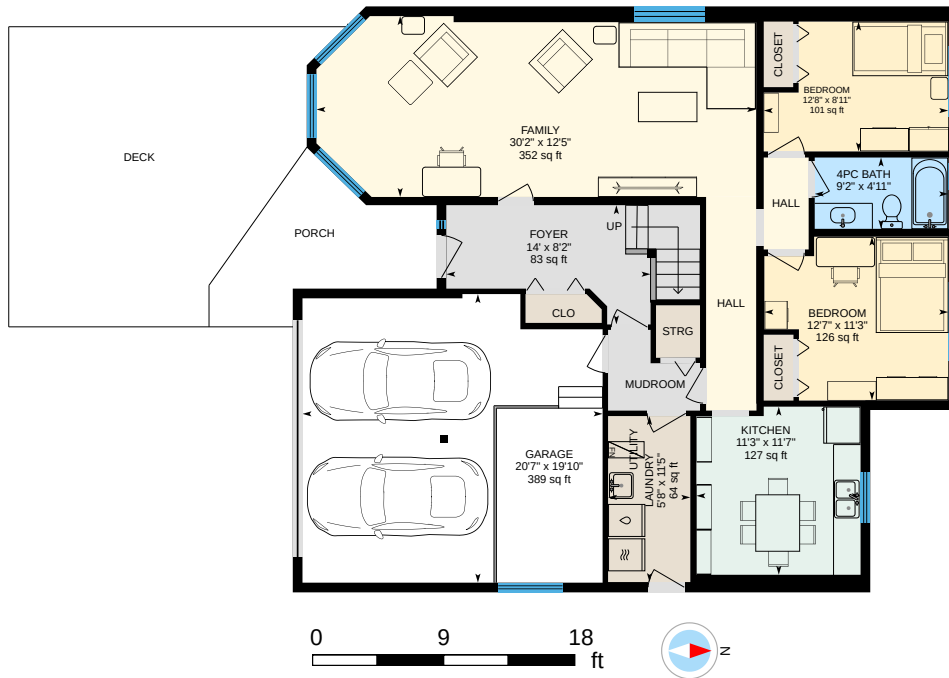 DECK
PORCH
FAMILY
30'2" x 12'5"
352 sq ft
CLOSET
BEDROOM
12'8" x 8'11"
101 sq ft
4PC BATH
9'2" x 4'11"
HALL
FOYER
14' x 8'2"
83 sq ft
UP
CLO
STRG
HALL
MUDROOM
BEDROOM
12'7" x 11'3"
126 sq ft
CLOSET
KITCHEN
11'3" x 11'7"
127 sq ft
GARAGE
20'7" x 19'10"
389 sq ft
FN
UTILITY
LAUNDRY
5'8" x 11'5"
64 sq ft
0 9 18
ft
N